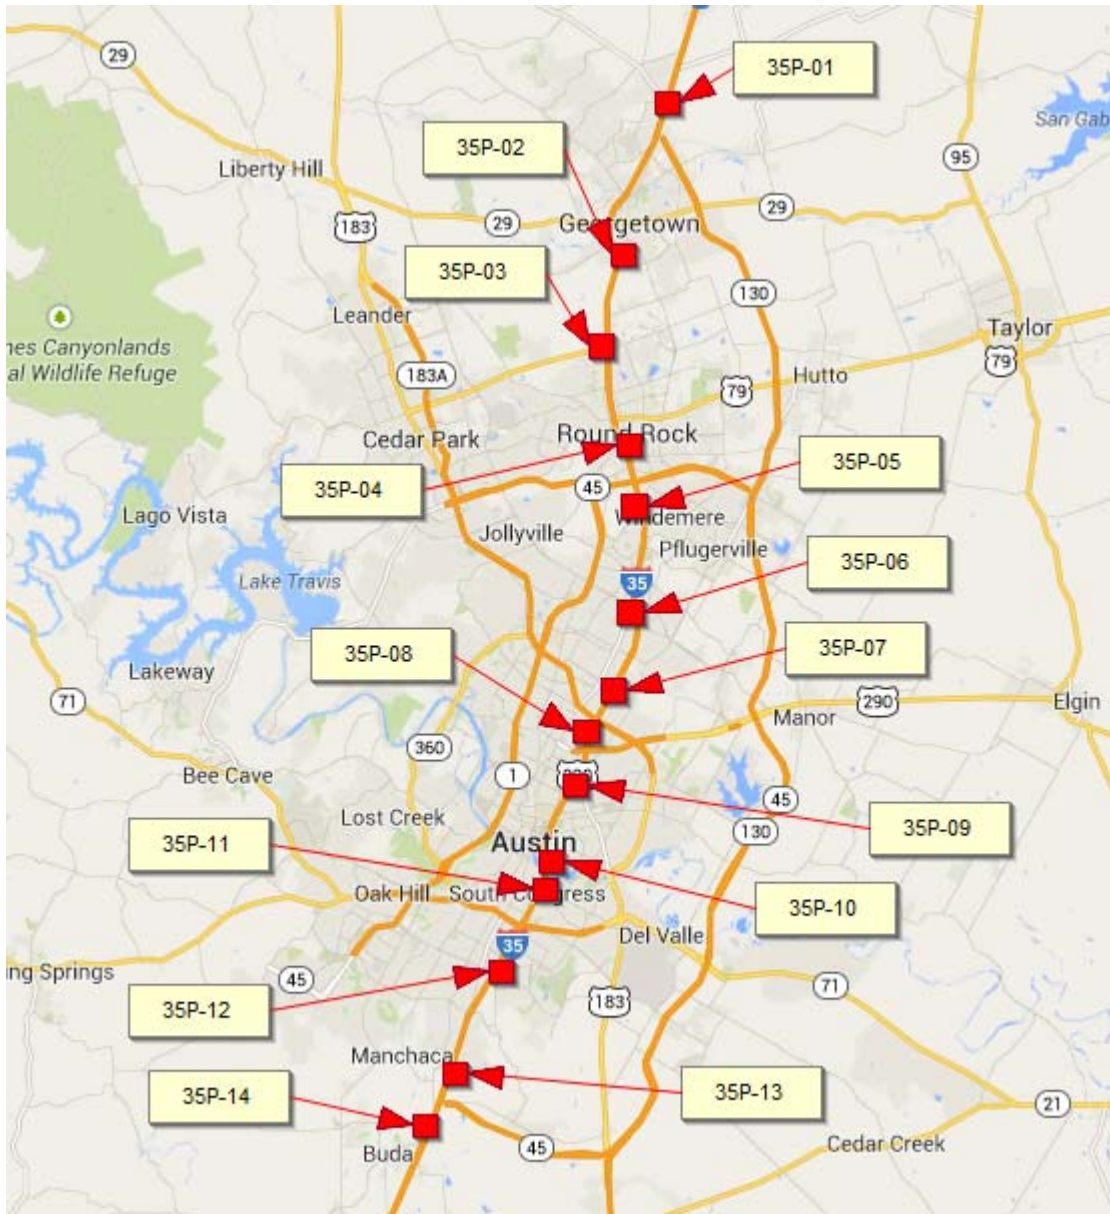 35P-01
29
35P-02
San Gab
95
Liberty Hill
29
29
Georgetown
183
35P-03
130
Leander
Taylor
nes Canyonlands
al Wildlife Refuge
183A
79
Hutto
79
Cedar Park
Round Rock
35P-05
35P-04
45
Lago Vista
Windemere
Jollyville
Pflugerville
35P-06
Lake Travis
35
35P-08
35P-07
Lakeway
71
290
Elgin
Manor
360
Bee Cave
1
45
Lost Creek
35P-09
130
35P-11
Austin
Oak Hill
South Congress
35P-10
Del Valle
35
ng Springs
45
71
183
35P-12
Manchaca
35P-14
35P-13
21
Buda
45
Cedar Creek